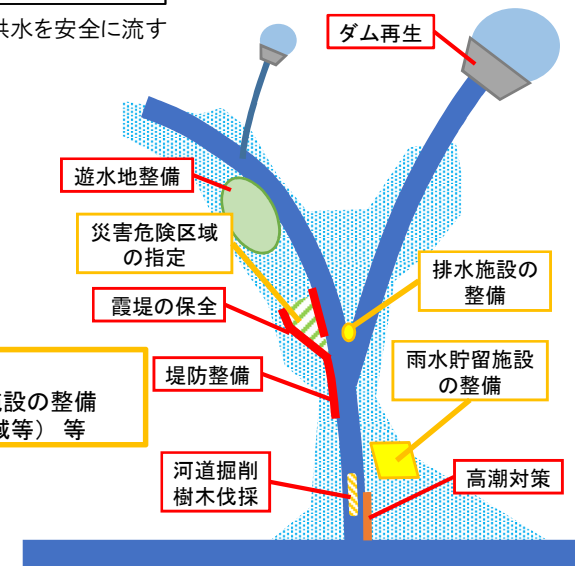 洪水を安全に流す
ダム再生
遊水地整備
災害危険区域
の指定
排水施設の
整備
霞堤の保全
雨水貯留施設
の整備
堤防整備
設の整備
域等） 等
河道掘削
樹木伐採
高潮対策